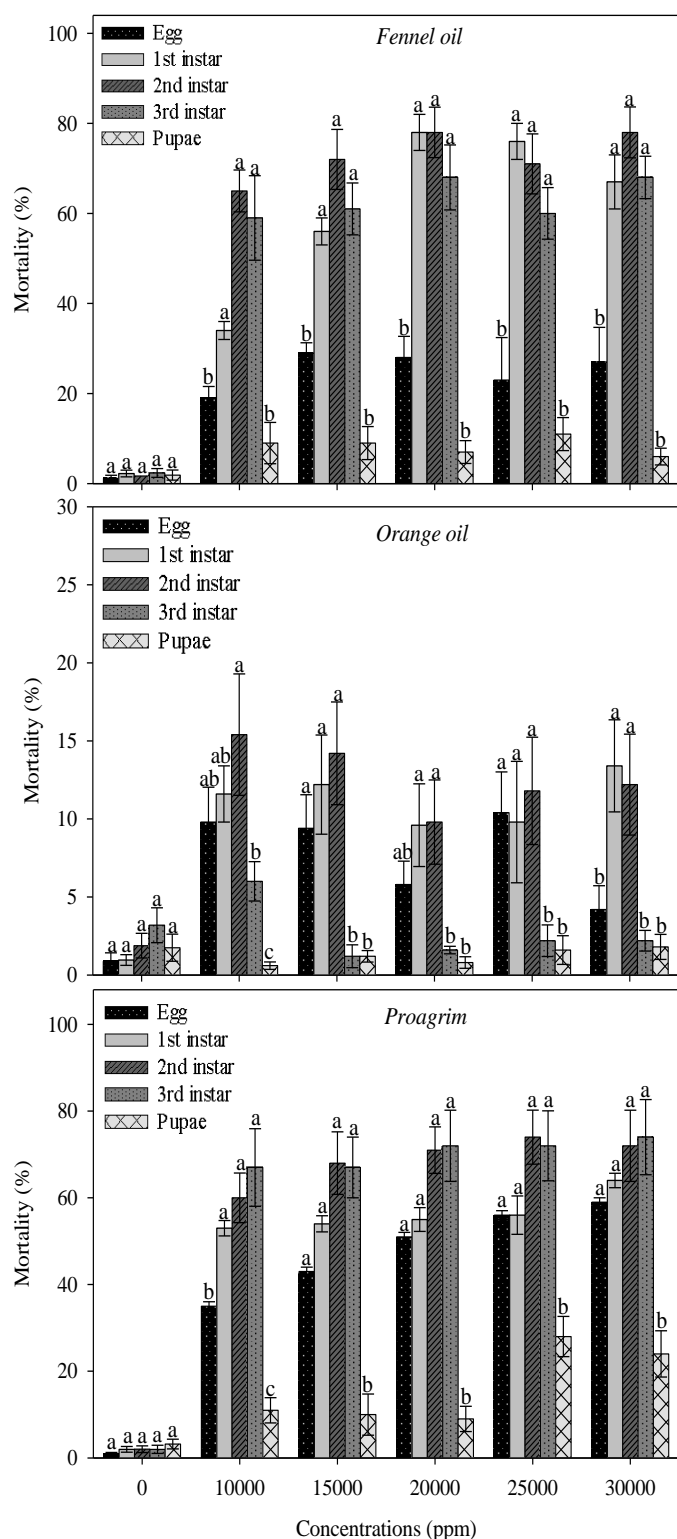 100
80
60
40
20
0
Mortality (%)
Egg
1st instar
2nd instar
3rd instar
Pupae
Fennel oil
a a a a a
b a a a b
b a a a b
b a a a b
b a a a b
b a a a b
30
25
20
15
10
5
0
Mortality (%)
Egg
1st instar
2nd instar
3rd instar
Pupae
Orange oil
a a a a a
ab ab a b c
a a a b b
ab a a b b
a a a b b
b a a b b
100
80
60
40
20
0
Mortality (%)
Egg
1st instar
2nd instar
3rd instar
Pupae
Proagrim
a a a a a
b a a a c
a a a a b
a a a a b
a a a a b
a a a a b
0 10000 15000 20000 25000 30000
Concentrations (ppm)